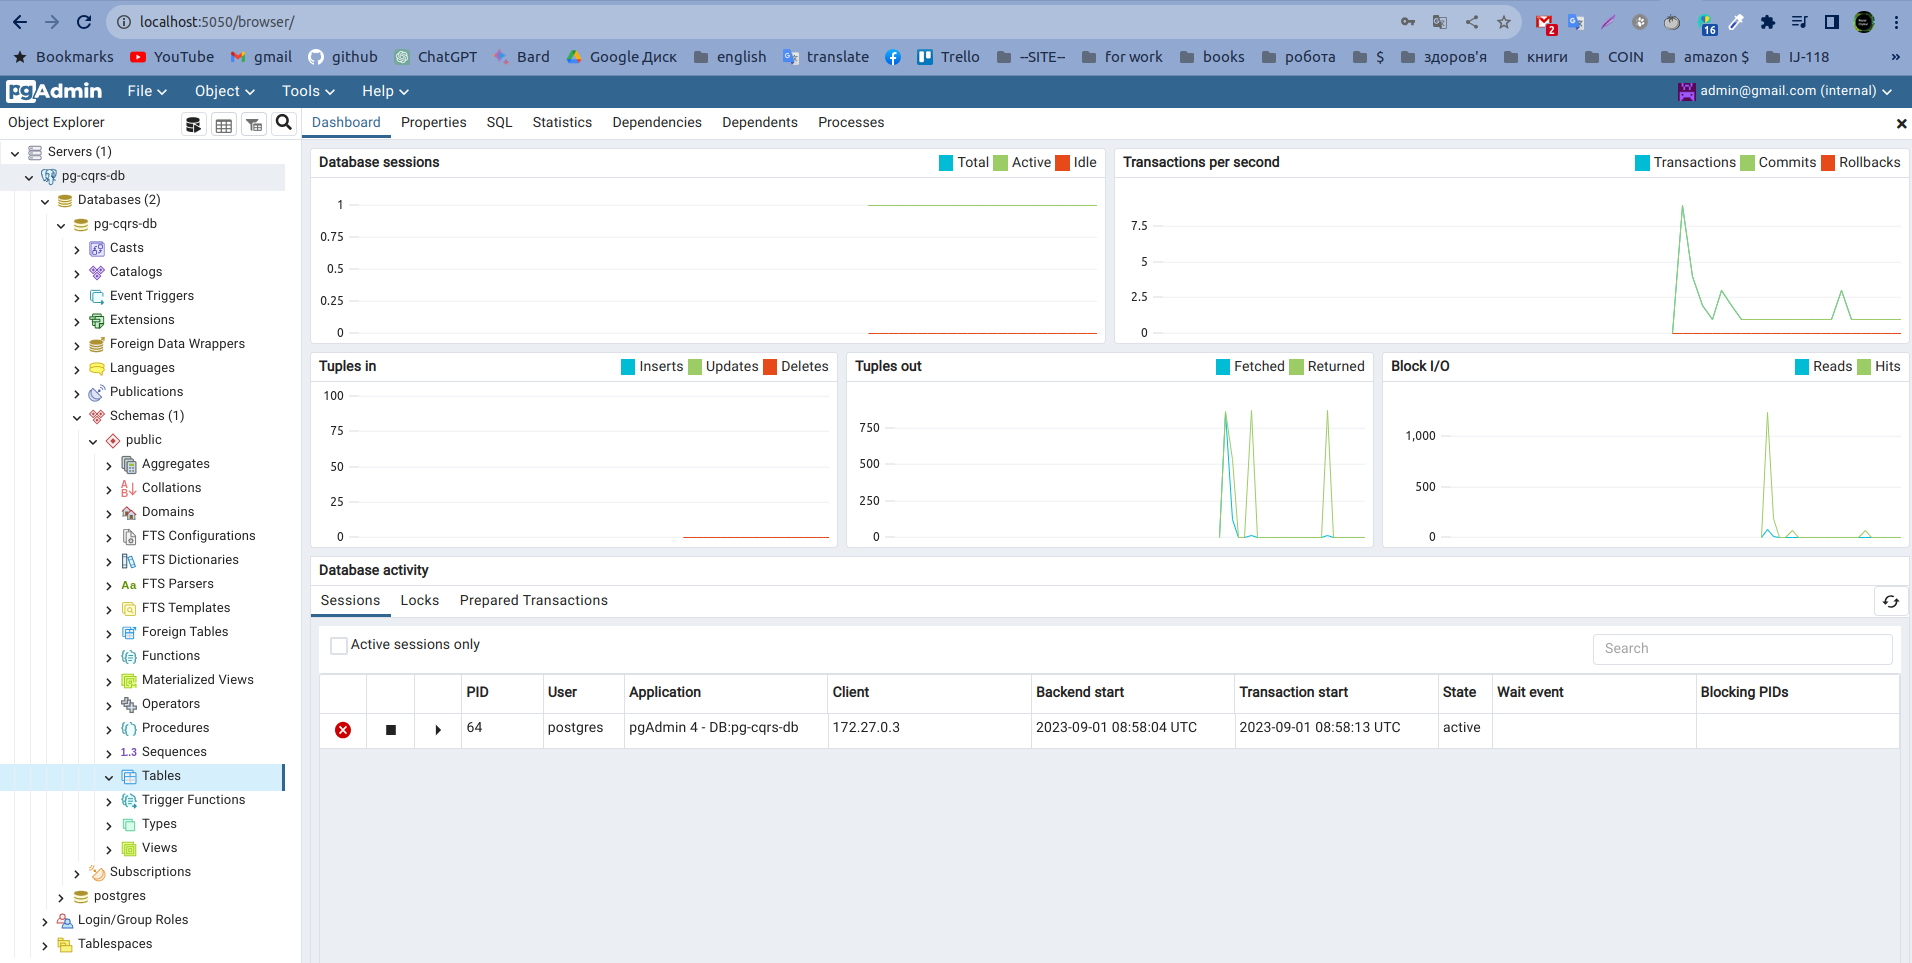 localhost:5050/browser/
2
16
Bookmarks YouTube gmail github ChatGPT Bard Google Диск english translate Trello --SITE-- for work books робота $ здоров'я книги COIN amazon $ IJ-118 »
pgAdmin File Object Tools Help admin@gmail.com (internal)
Object Explorer
Dashboard Properties SQL Statistics Dependencies Dependents Processes
Servers (1)
pg-cqrs-db
Databases (2)
pg-cqrs-db
Casts
Catalogs
Event Triggers
Extensions
Foreign Data Wrappers
Languages
Publications
Schemas (1)
public
Aggregates
Collations
Domains
FTS Configurations
FTS Dictionaries
Aa FTS Parsers
FTS Templates
Foreign Tables
Functions
Materialized Views
Operators
Procedures
1..3 Sequences
Tables
Trigger Functions
Types
Views
Subscriptions
postgres
Login/Group Roles
Tablespaces
Database sessions Total Active Idle
1
0.75
0.5
0.25
0
Transactions per second Transactions Commits Rollbacks
7.5
5
2.5
0
Tuples in Inserts Updates Deletes
100
75
50
25
0
Tuples out Fetched Returned
750
500
250
0
Block I/O Reads Hits
1,000
500
0
Database activity
Sessions Locks Prepared Transactions
Active sessions only Search
PID User Application Client Backend start Transaction start State Wait event Blocking PIDs
64 postgres pgAdmin 4 - DB:pg-cqrs-db 172.27.0.3 2023-09-01 08:58:04 UTC 2023-09-01 08:58:13 UTC active